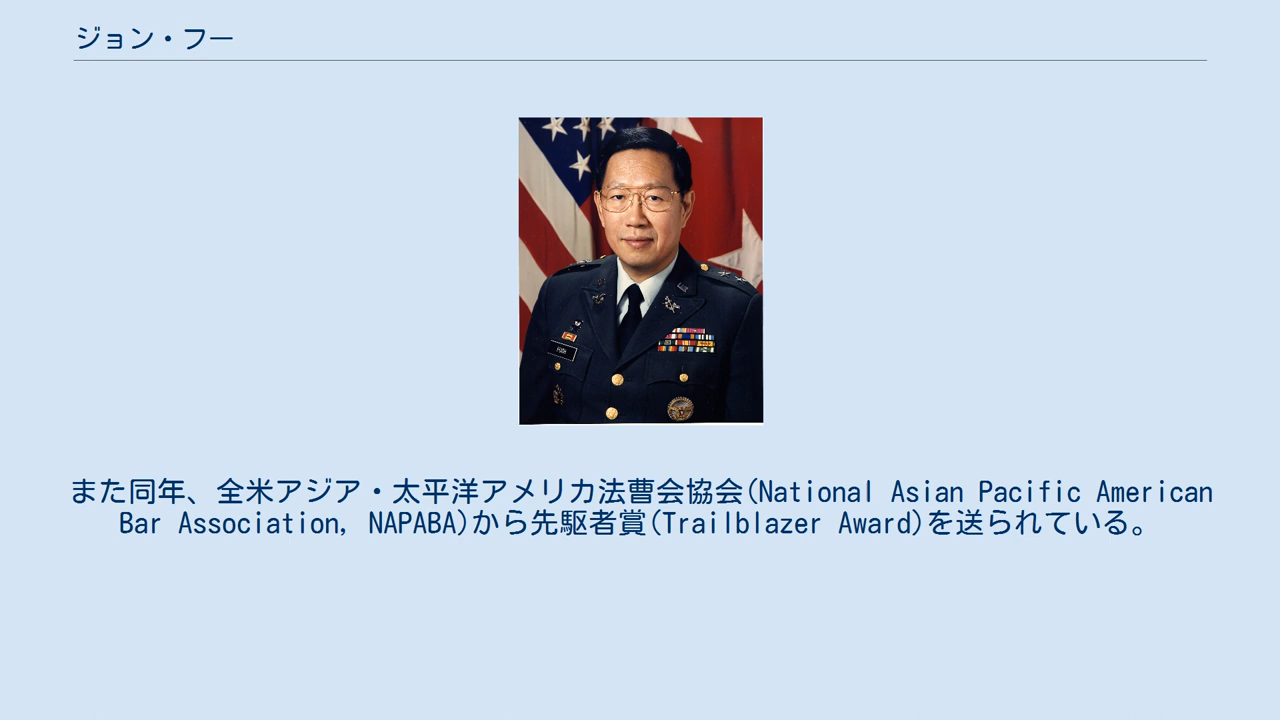 ジョン・フー
また同年、全米アジア・太平洋アメリカ法曹会協会(National Asian Pacific American
Bar Association, NAPABA)から先駆者賞(Trailblazer Award)を送られている。